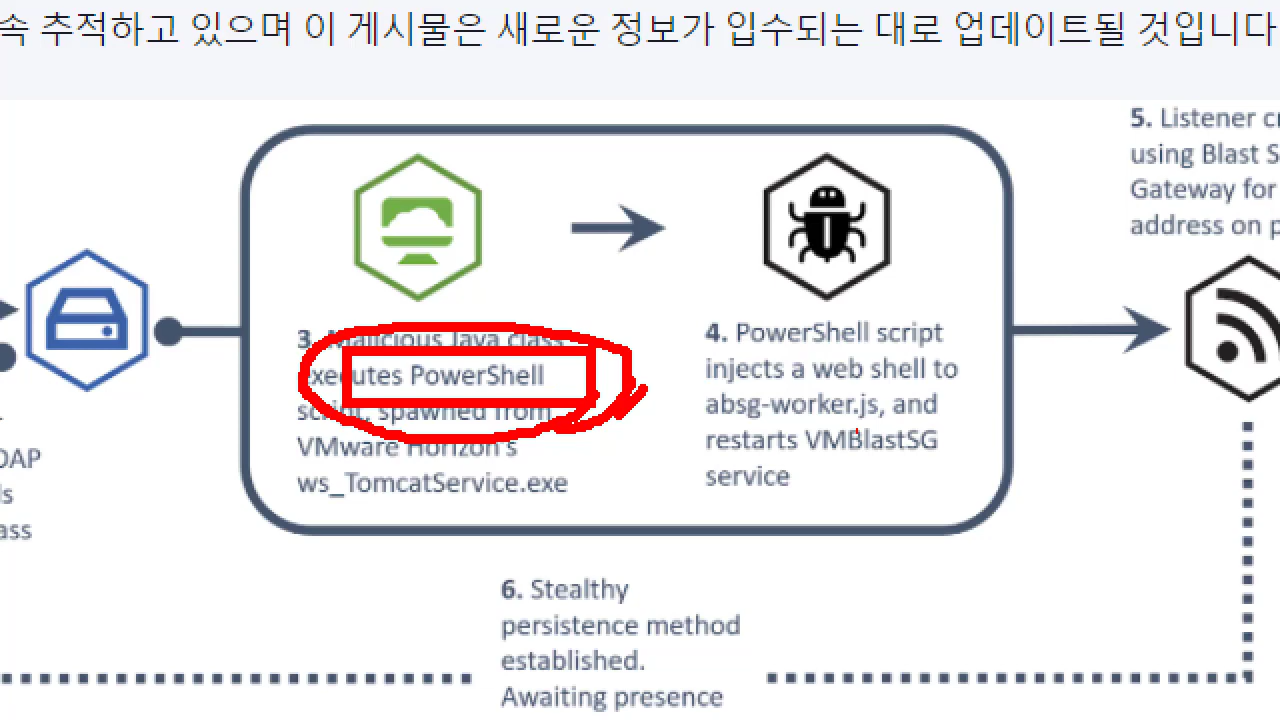 속 추적하고 있으며 이 게시물은 새로운 정보가 입수되는 대로 업데이트될 것입니다
3. Malicious Java class
executes PowerShell
script, spawned from
VMware Horizon's
ws_TomcatService.exe
4. PowerShell script
injects a web shell to
absg-worker.js, and
restarts VMBlastSG
service
5. Listener
using Blast
Gateway for
address on
6. Stealthy
persistence method
established.
Awaiting presence